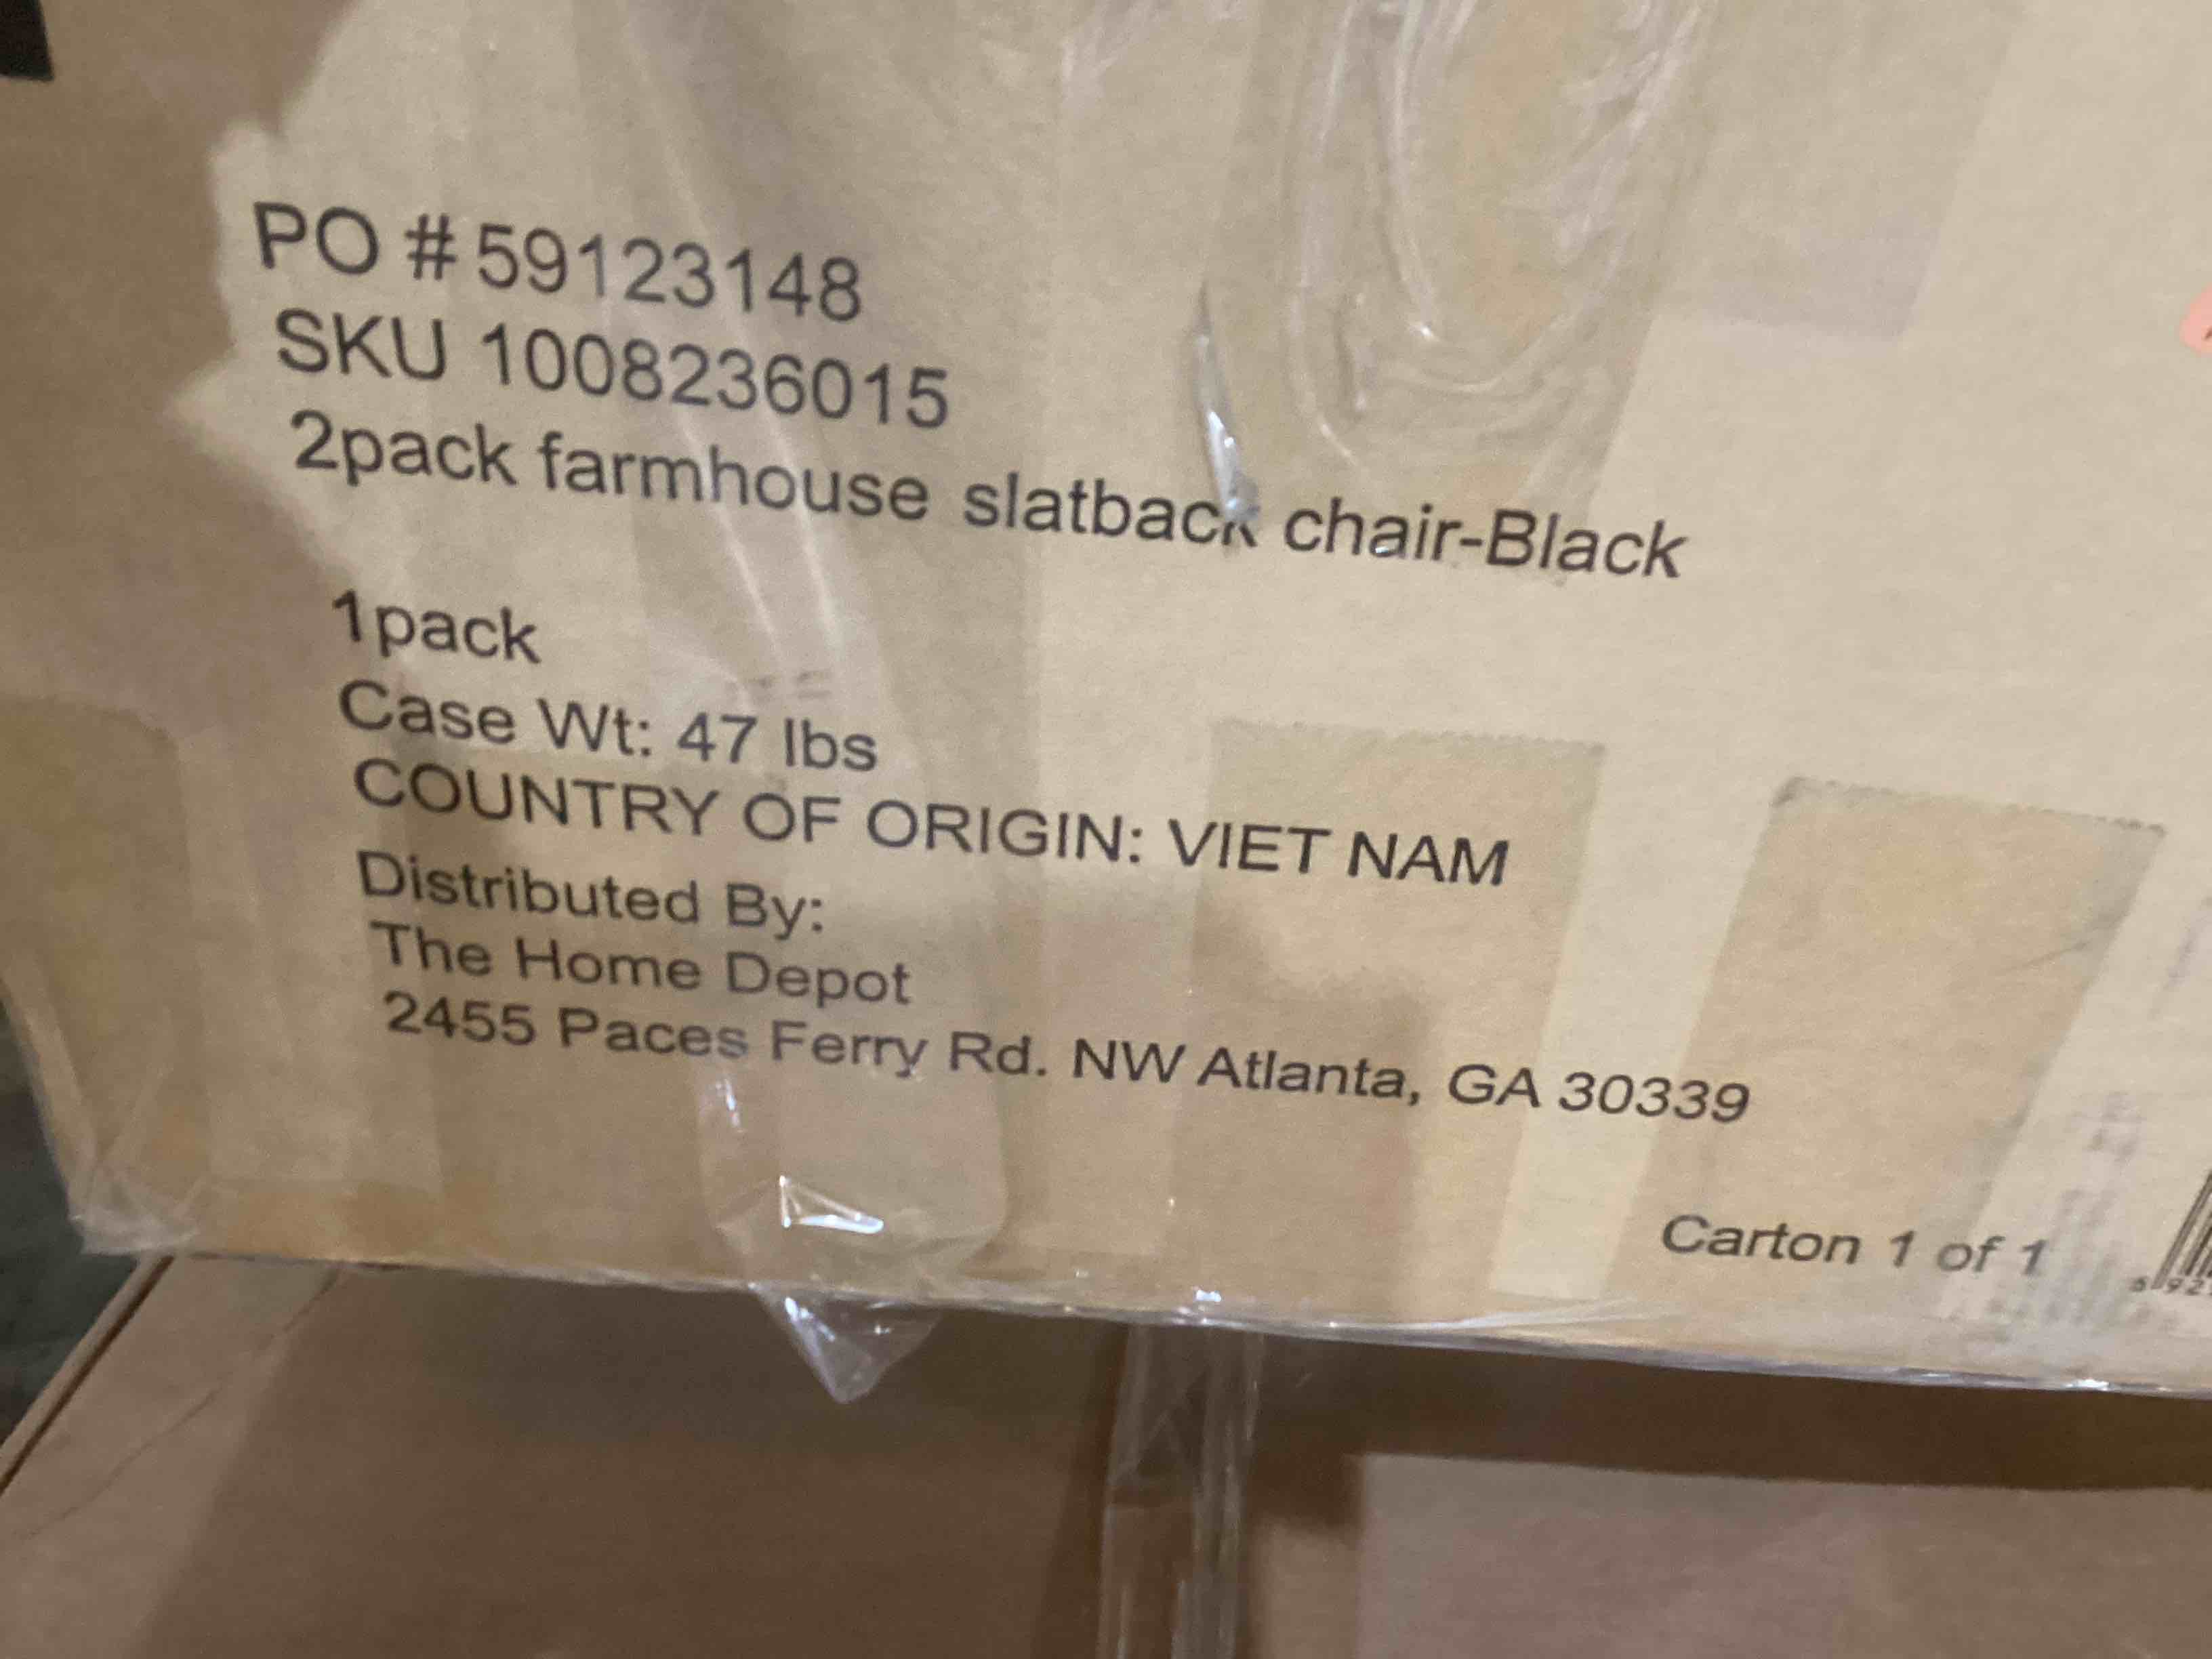 PO # 59123148
SKU 1008236015
2pack farmhouse slatback chair-Black
1pack
Case Wt: 47 lbs
COUNTRY OF ORIGIN: VIET NAM
Distributed By:
The Home Depot
2455 Paces Ferry Rd. NW Atlanta, GA 30339
Carton 1 of 1